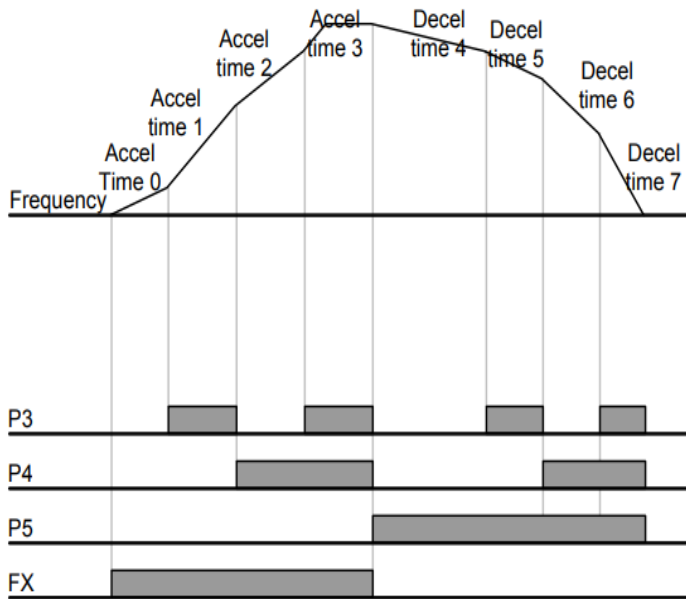 Accel
time 3
Decel
time 4
Decel
time 5
Accel
time 2
Decel
time 6
Accel
time 1
Accel
Time 0
Decel
time 7
Frequency
P3
P4
P5
FX